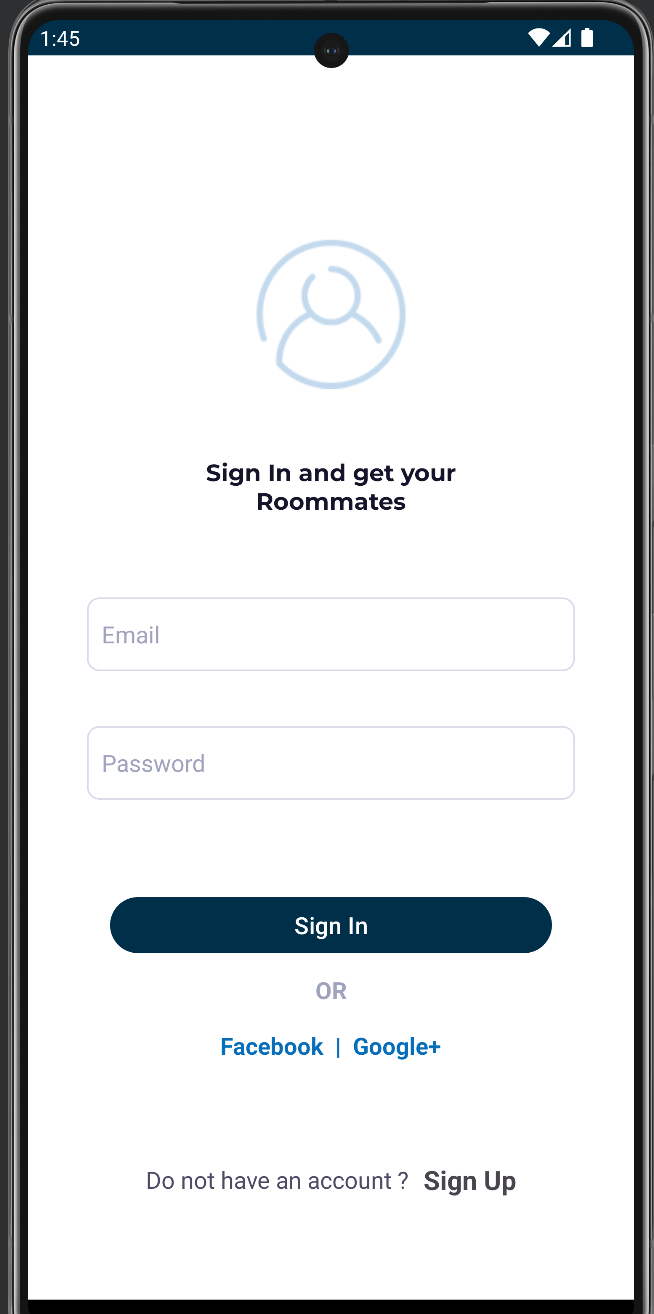 1:45
Sign In and get your
Roommates
Email
Password
Sign In
OR
Facebook | Google+
Do not have an account ? Sign Up